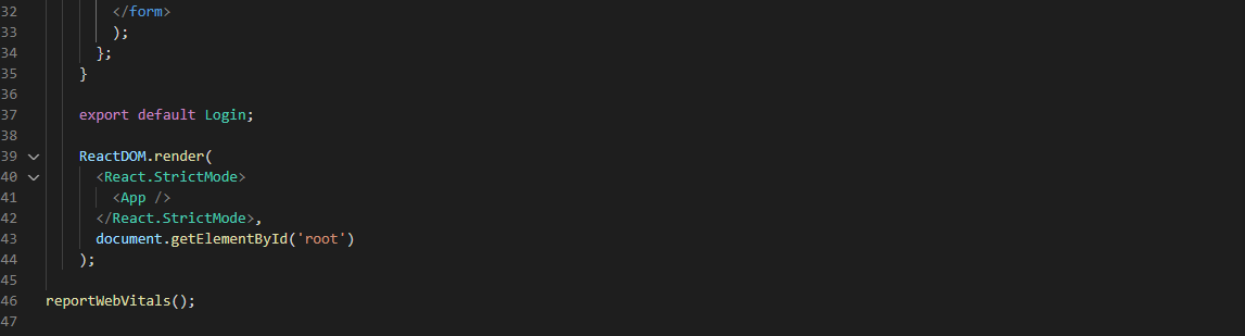 32 </form>
33 );
34 };
35 }
36
37 export default Login;
38
39 ReactDOM.render(
40 <React.StrictMode>
41 <App />
42 </React.StrictMode>,
43 document.getElementById('root')
44 );
45
46 reportWebVitals();
47